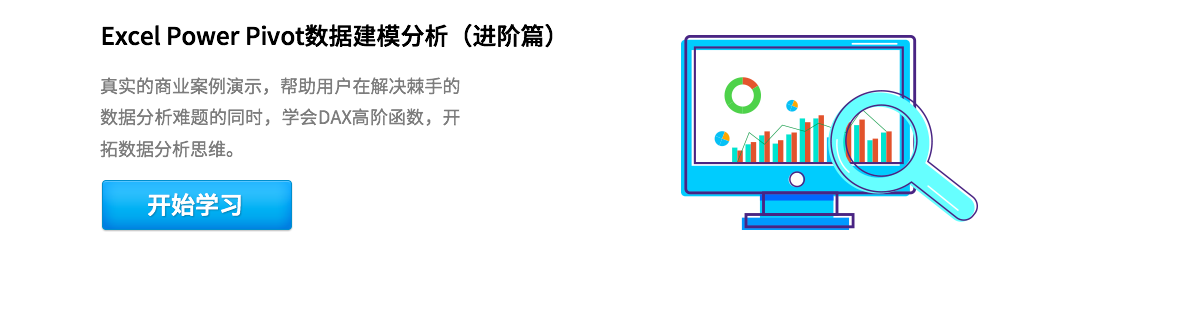 Excel Power Pivot数据建模分析（进阶篇）
真实的商业案例演示，帮助用户在解决棘手的
数据分析难题的同时，学会DAX高阶函数，开
拓数据分析思维。
开始学习